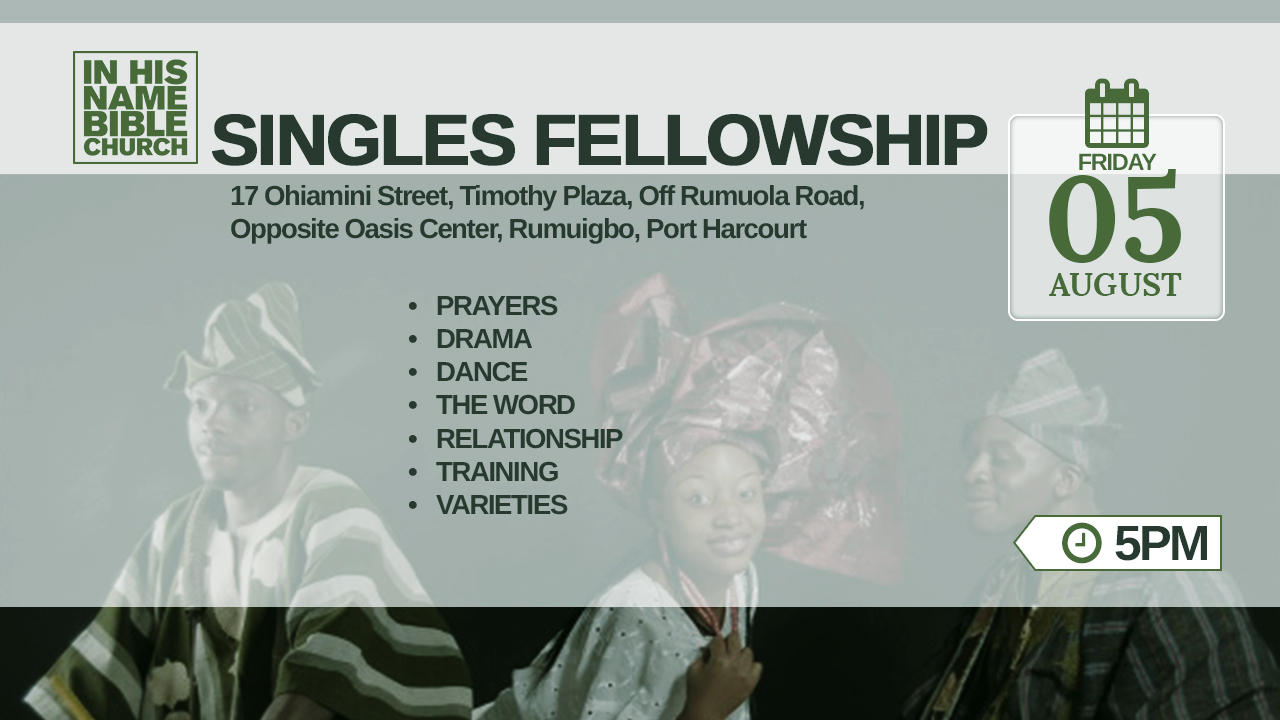 IN HIS
NAME
BIBLE
CHURCH
SINGLES FELLOWSHIP
17 Ohiamini Street, Timothy Plaza, Off Rumuola Road,
Opposite Oasis Center, Rumuigbo, Port Harcourt
FRIDAY
05
AUGUST
• PRAYERS
• DRAMA
• DANCE
• THE WORD
• RELATIONSHIP
• TRAINING
• VARIETIES
5PM